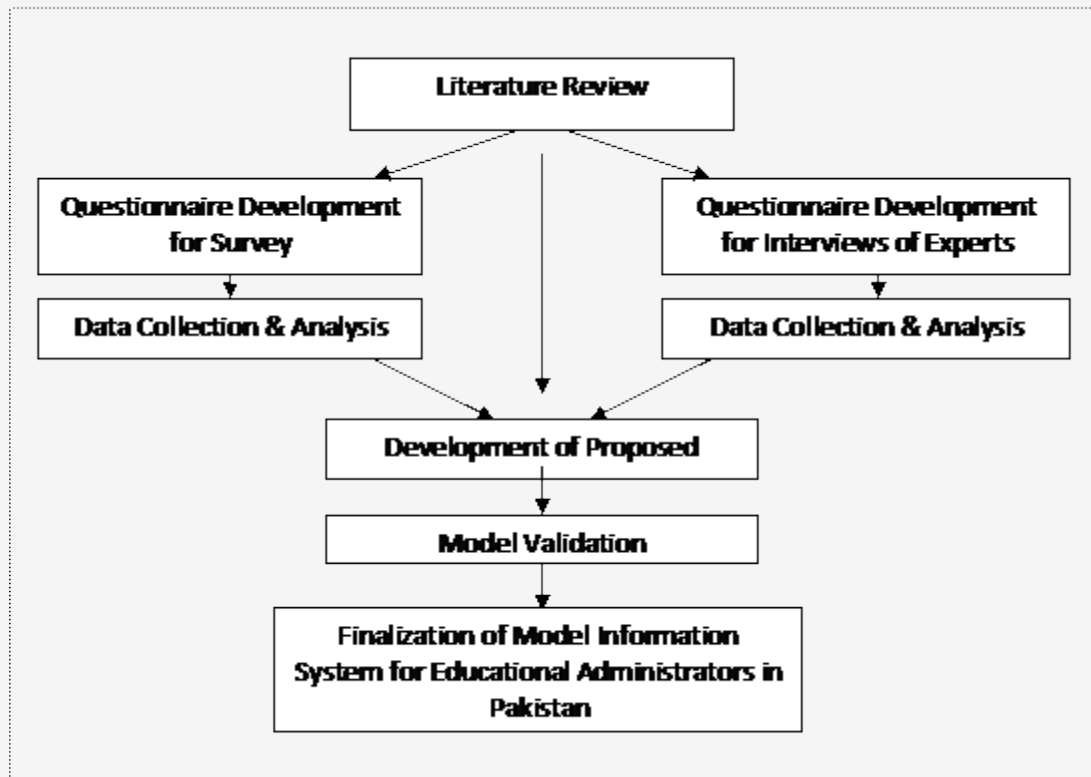 Literature Review
Questionnaire Development
for Survey
Questionnaire Development
for Interviews of Experts
Data Collection & Analysis
Data Collection & Analysis
Development of Proposed
Model Validation
Finalization of Model Information
System for Educational Administrators in
Pakistan